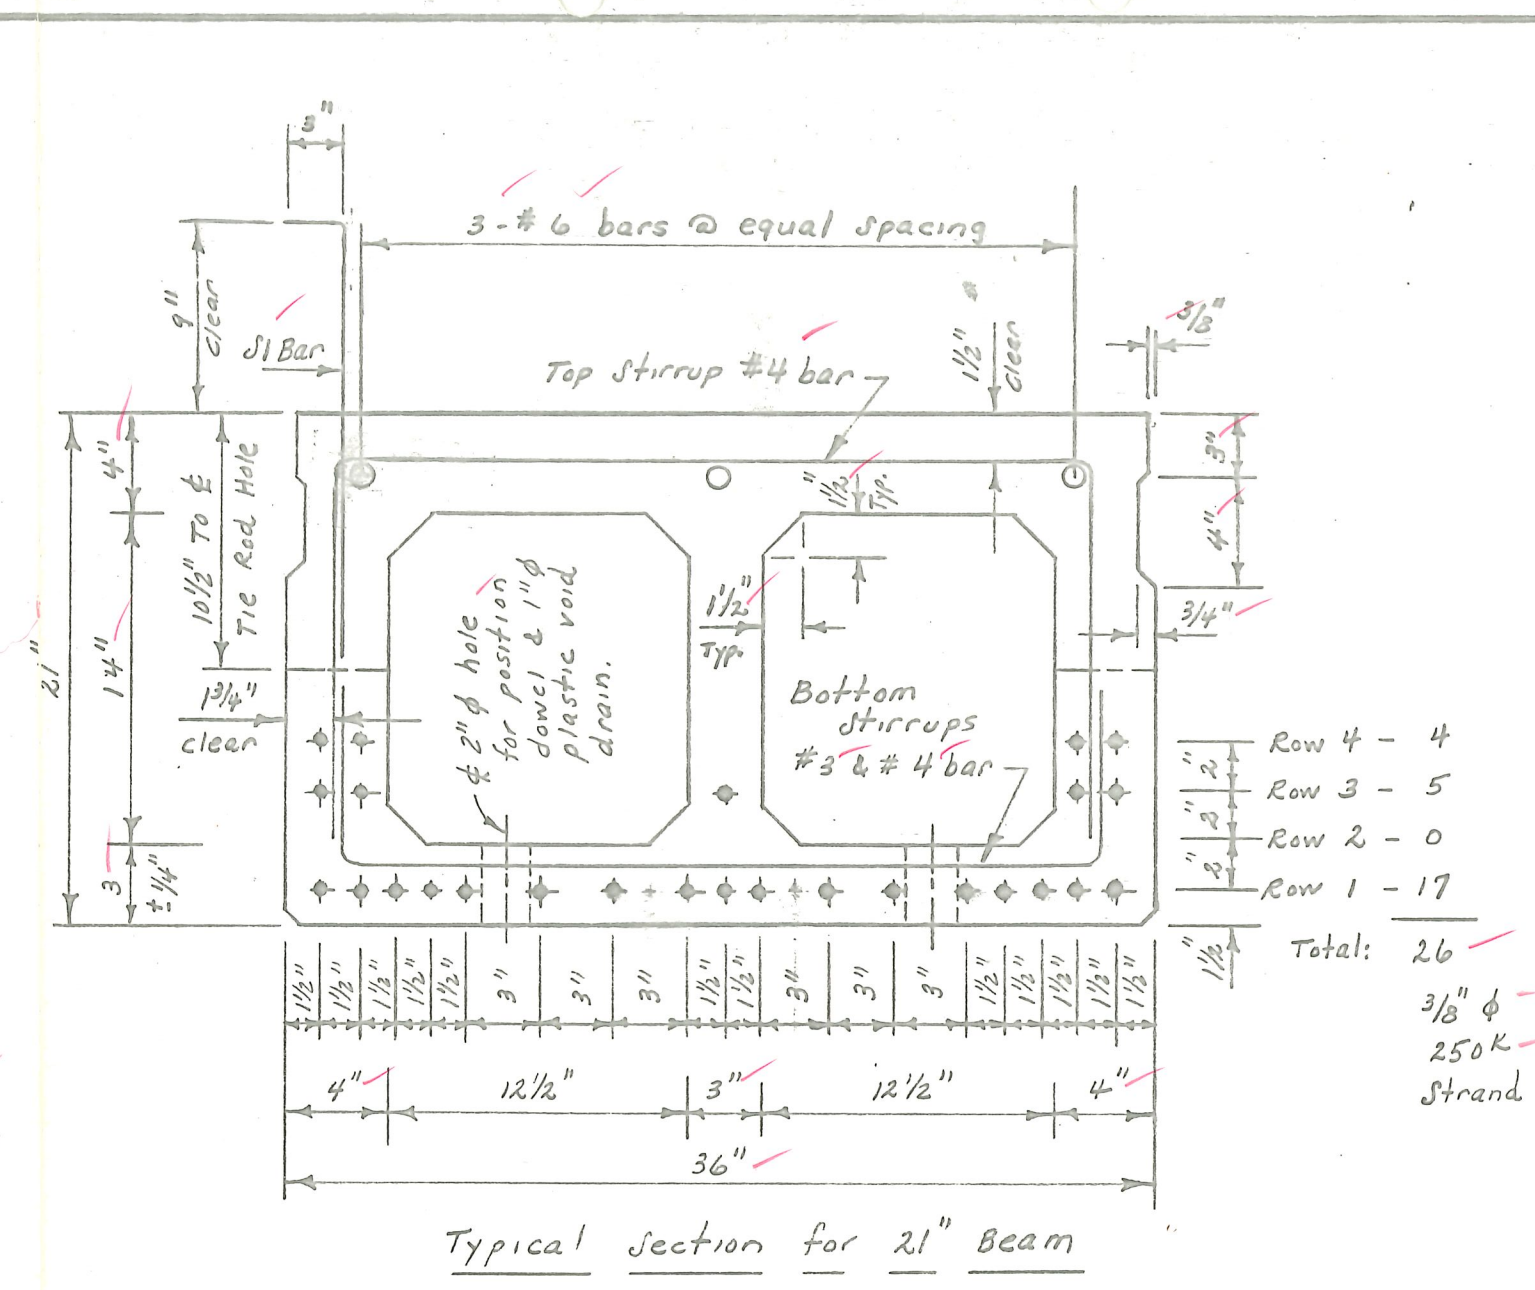 3"
3 - # 6 bars @ equal spacing
9"
Clear
S1 Bar
Top Stirrup #4 bar
1½"
Clear
3/8"
4"
10½" To ℄
Tie Rod Hole
1½"
Typ.
3"
4"
21"
14"
1¾"
clear
℄ 2" ϕ hole
for position
dowel & 1" ϕ
plastic void
drain.
1½"
Typ.
3/4"
Bottom
Stirrups
#3 & #4 bar
2"
2"
2"
Row 4 - 4
Row 3 - 5
Row 2 - 0
Row 1 - 17
Total: 26
3/8" ϕ
250K
Strand
3
± ¼"
1½"
1½" 1½" 1½" 1½" 1½" 3" 3" 3" 1½" 1½" 3" 3" 3" 1½" 1½" 1½" 1½" 1½"
4" 12½" 3" 12½" 4"
36"
Typical Section for 21" Beam